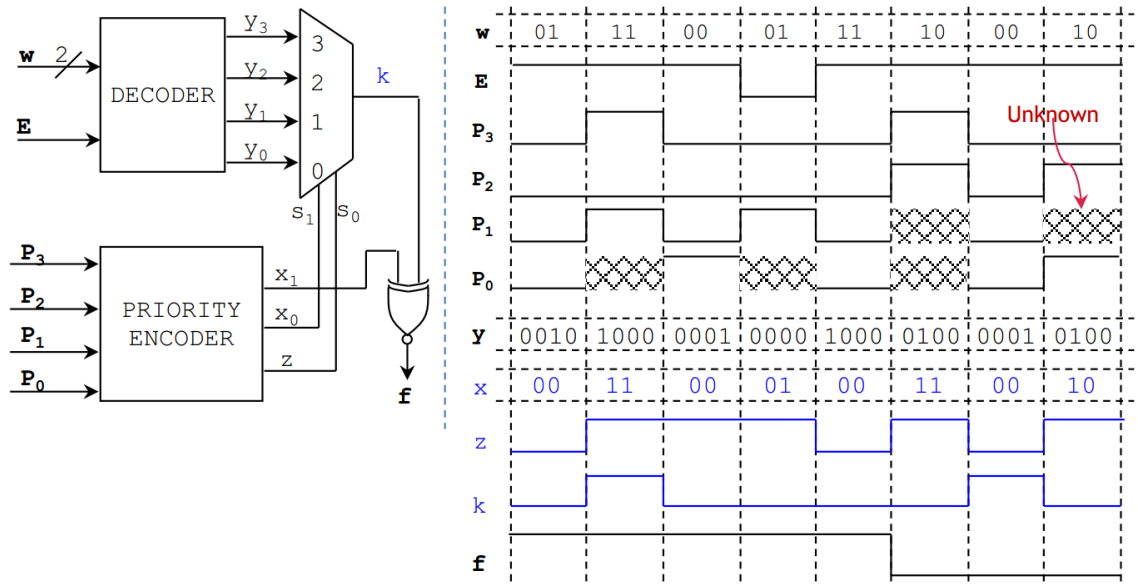 w 2
E
DECODER
y3
y2
y1
y0
3
2
1
0
k
s1 s0
P3
P2
P1
P0
PRIORITY
ENCODER
x1
x0
z
f
w 01 11 00 01 11 10 00 10
E
P3
Unknown
P2
P1
P0
y 0010 1000 0001 0000 1000 0100 0001 0100
x 00 11 00 01 00 11 00 10
z
k
f